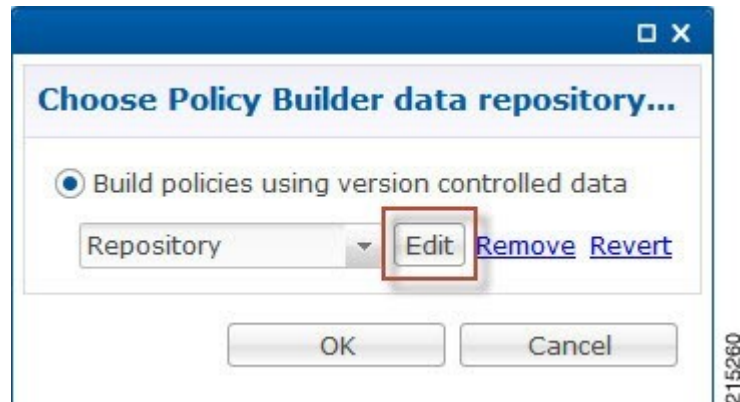 Choose Policy Builder data repository...
Build policies using version controlled data
Repository Edit Remove Revert
OK Cancel
215260